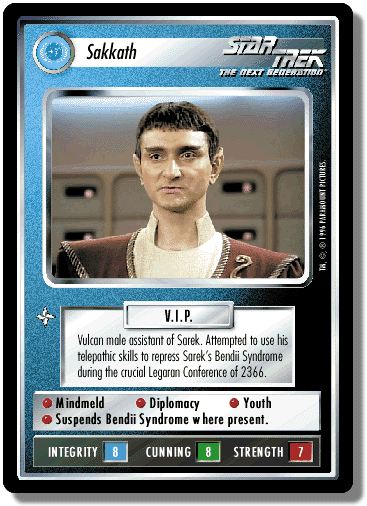 Sakkath
STAR TREK
THE NEXT GENERATION®
TM, ©, ® 1996 PARAMOUNT PICTURES.
V.I.P.
Vulcan male assistant of Sarek. Attempted to use his
telepathic skills to repress Sarek's Bendii Syndrome
during the crucial Legaran Conference of 2366.
Mindmeld Diplomacy Youth
Suspends Bendii Syndrome where present.
INTEGRITY 8 CUNNING 8 STRENGTH 7